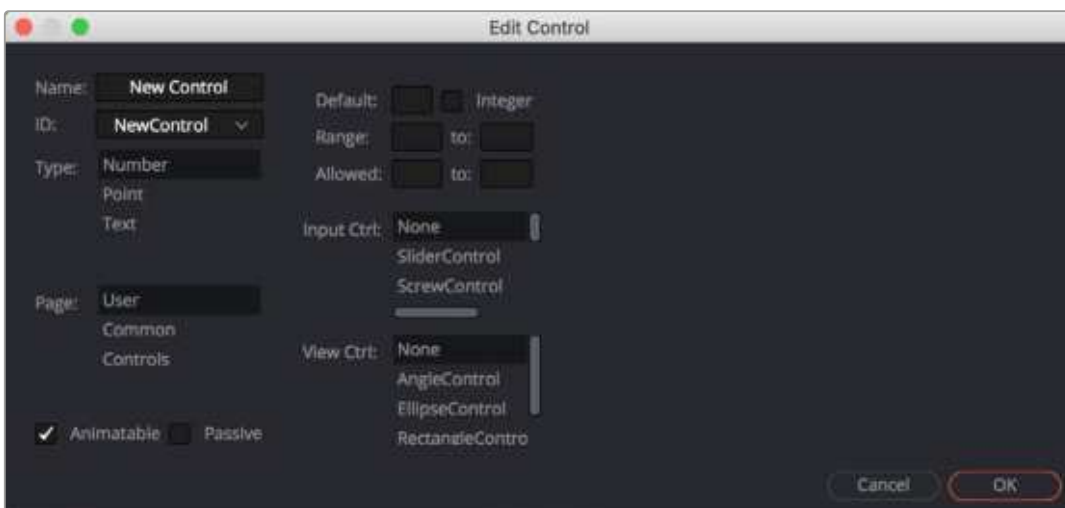 Edit Control
Name: New Control
ID: NewControl
Type: Number
Point
Text
Page: User
Common
Controls
Animatable Passive
Default: Integer
Range: to:
Allowed: to:
Input Ctrl: None
SliderControl
ScrewControl
View Ctrl: None
AngleControl
EllipseControl
RectangleContro
Cancel OK